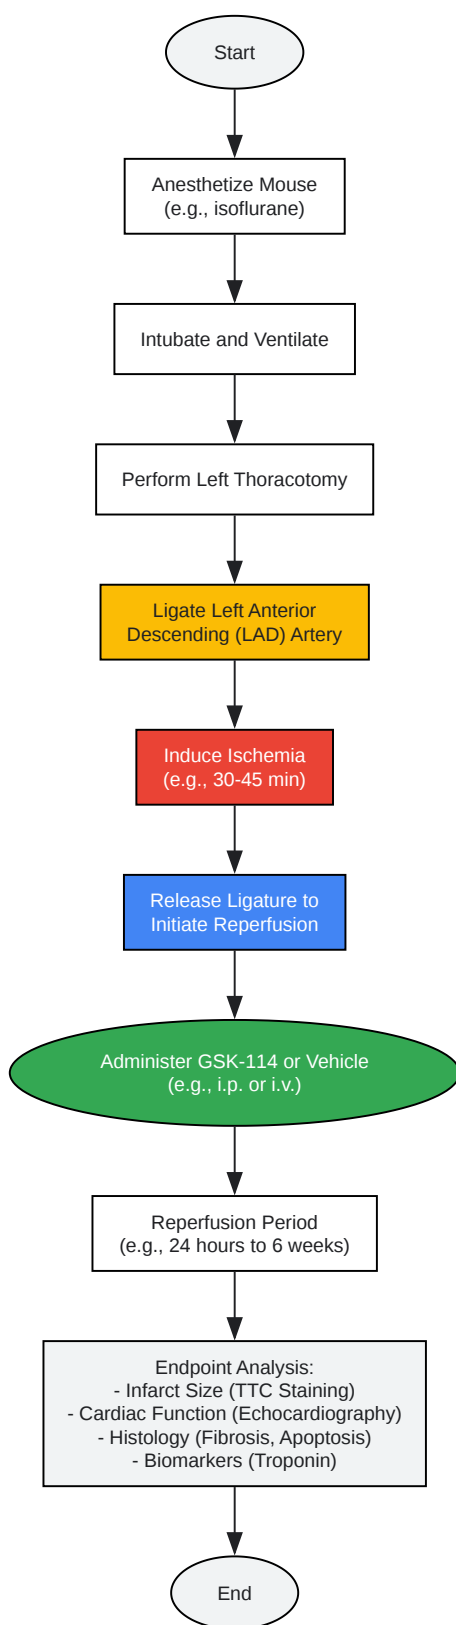 Start
Anesthetize Mouse
(e.g., isoflurane)
Intubate and Ventilate
Perform Left Thoracotomy
Ligate Left Anterior
Descending (LAD) Artery
Induce Ischemia
(e.g., 30-45 min)
Release Ligature to
Initiate Reperfusion
Administer GSK-114 or Vehicle
(e.g., i.p. or i.v.)
Reperfusion Period
(e.g., 24 hours to 6 weeks)
Endpoint Analysis:
- Infarct Size (TTC Staining)
- Cardiac Function (Echocardiography)
- Histology (Fibrosis, Apoptosis)
- Biomarkers (Troponin)
End